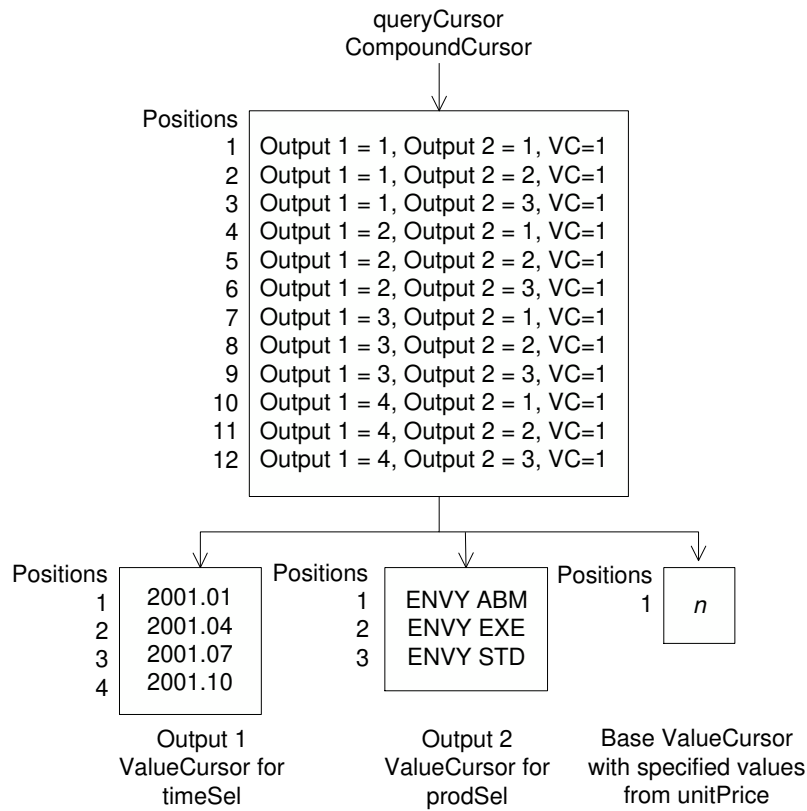 queryCursor
CompoundCursor
Positions
1 Output 1 = 1, Output 2 = 1, VC=1
2 Output 1 = 1, Output 2 = 2, VC=1
3 Output 1 = 1, Output 2 = 3, VC=1
4 Output 1 = 2, Output 2 = 1, VC=1
5 Output 1 = 2, Output 2 = 2, VC=1
6 Output 1 = 2, Output 2 = 3, VC=1
7 Output 1 = 3, Output 2 = 1, VC=1
8 Output 1 = 3, Output 2 = 2, VC=1
9 Output 1 = 3, Output 2 = 3, VC=1
10 Output 1 = 4, Output 2 = 1, VC=1
11 Output 1 = 4, Output 2 = 2, VC=1
12 Output 1 = 4, Output 2 = 3, VC=1
Positions
1 2001.01
2 2001.04
3 2001.07
4 2001.10
Output 1
ValueCursor for
timeSel
Positions
1 ENVY ABM
2 ENVY EXE
3 ENVY STD
Output 2
ValueCursor for
prodSel
Positions
1 n
Base ValueCursor
with specified values
from unitPrice